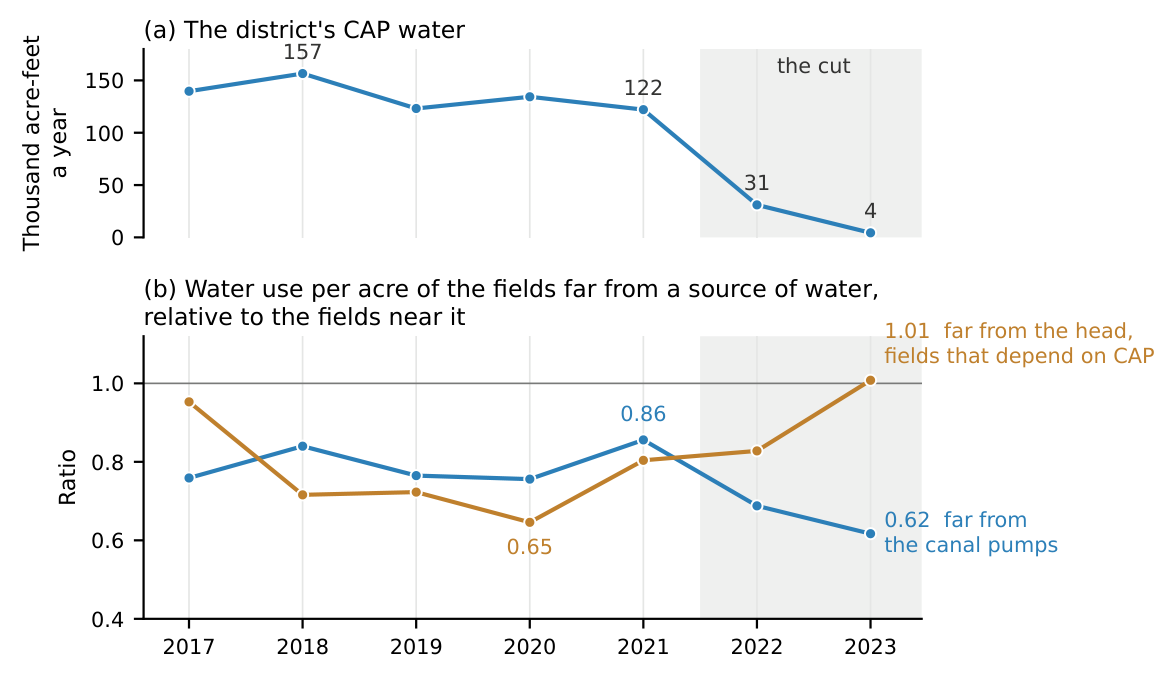 (a) The district's CAP water
Thousand acre-feet
a year
150
100
50
0
157
122
31
4
the cut
(b) Water use per acre of the fields far from a source of water,
relative to the fields near it
Ratio
1.0
0.8
0.6
0.4
0.86
0.65
1.01 far from the head,
fields that depend on CAP
0.62 far from
the canal pumps
2017 2018 2019 2020 2021 2022 2023